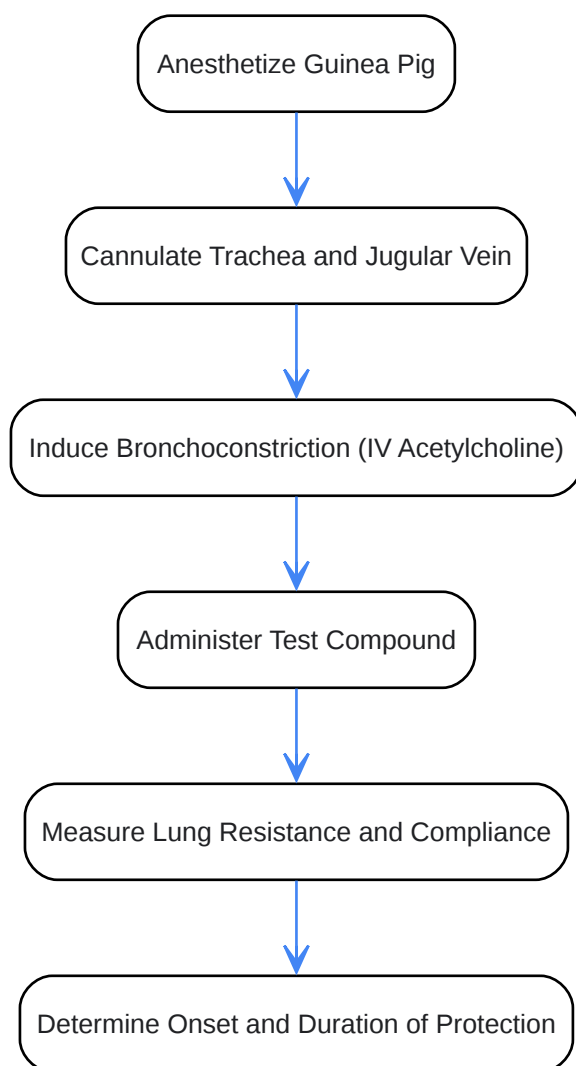 Anesthetize Guinea Pig
Cannulate Trachea and Jugular Vein
Induce Bronchoconstriction (IV Acetylcholine)
Administer Test Compound
Measure Lung Resistance and Compliance
Determine Onset and Duration of Protection